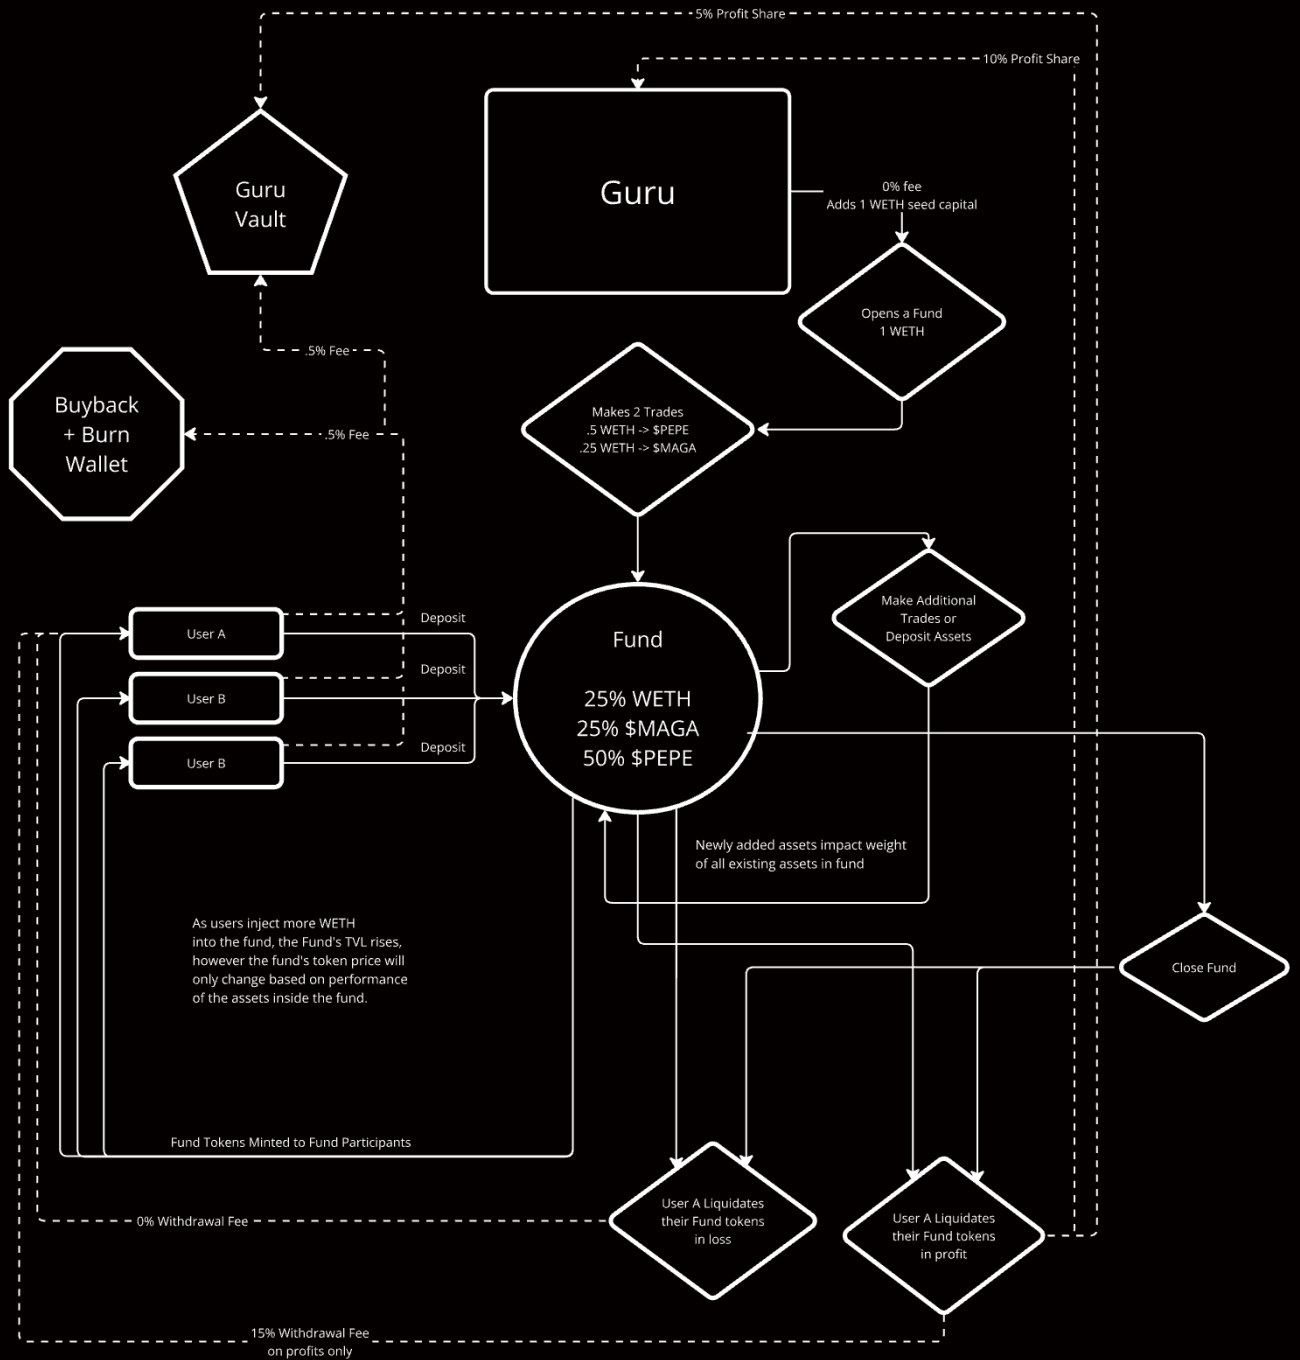 5% Profit Share
10% Profit Share
Guru
Vault
Guru
0% fee
Adds 1 WETH seed capital
Opens a Fund
1 WETH
.5% Fee
Buyback
+ Burn
Wallet
.5% Fee
Makes 2 Trades
.5 WETH -> $PEPE
.25 WETH -> $MAGA
Make Additional
Trades or
Deposit Assets
User A
Deposit
User B
Deposit
User B
Deposit
Fund
25% WETH
25% $MAGA
50% $PEPE
Newly added assets impact weight
of all existing assets in fund
As users inject more WETH
into the fund, the Fund's TVL rises,
however the fund's token price will
only change based on performance
of the assets inside the fund.
Close Fund
Fund Tokens Minted to Fund Participants
User A Liquidates
their Fund tokens
in loss
User A Liquidates
their Fund tokens
in profit
0% Withdrawal Fee
15% Withdrawal Fee
on profits only